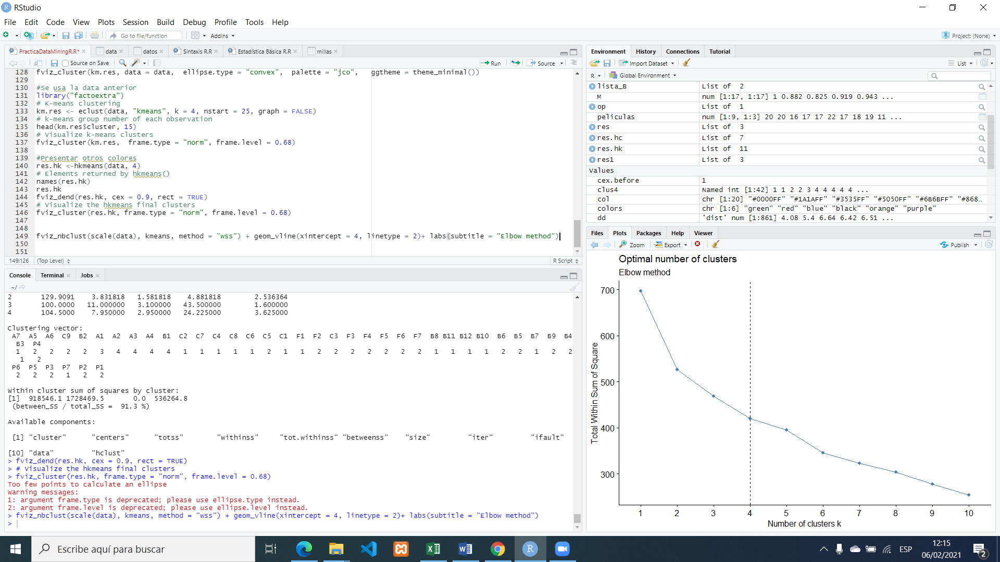 RStudio
File Edit Code View Plots Session Build Debug Profile Tools Help
Go to file/function Addins Project: (None)
PracticaDataMiningR.R* data datos Sintaxis R.R Estadística Básica R.R millas
Source on Save Run Source
128 fviz_cluster(km.res, data = data, ellipse.type = "convex", palette = "jco", ggtheme = theme_minimal())
129
130 #Se usa la data anterior
131 library("factoextra")
132 # K-means clustering
133 km.res <- eclust(data, "kmeans", k = 4, nstart = 25, graph = FALSE)
134 # k-means group number of each observation
135 head(km.res$cluster, 15)
136 # Visualize k-means clusters
137 fviz_cluster(km.res, frame.type = "norm", frame.level = 0.68)
138
139 #Presentar otros colores
140 res.hk <-hkmeans(data, 4)
141 # Elements returned by hkmeans()
142 names(res.hk)
143 res.hk
144 fviz_dend(res.hk, cex = 0.9, rect = TRUE)
145 # Visualize the hkmeans final clusters
146 fviz_cluster(res.hk, frame.type = "norm", frame.level = 0.68)
147
148
149 fviz_nbclust(scale(data), kmeans, method = "wss") + geom_vline(xintercept = 4, linetype = 2)+ labs(subtitle = "Elbow method")
150
151
149:126 (Top Level) R Script
Console Terminal Jobs
~/
2 129.9091 3.831818 1.581818 4.881818 2.536364
3 100.0000 11.000000 3.100000 43.500000 1.600000
4 104.5000 7.950000 2.950000 24.225000 3.625000
Clustering vector:
A7 A5 A6 C9 B2 A1 A2 A3 A4 B1 C2 C7 C4 C8 C6 C5 C1 F1 F2 C3 F3 F4 F5 F6 F7 B8 B11 B12 B10 B6 B5 B7 B9 B4
B3 P4
1 2 2 2 2 3 4 4 4 4 1 1 1 1 1 2 1 1 2 2 2 2 2 2 2 1 1 1 1 2 2 1 2 2
1 2
P6 P5 P3 P7 P2 P1
2 2 2 1 2 2
Within cluster sum of squares by cluster:
[1] 918546.1 1728469.5 0.0 536264.8
(between_SS / total_SS = 91.3 %)
Available components:
[1] "cluster" "centers" "totss" "withinss" "tot.withinss" "betweenss" "size" "iter" "ifault"
[10] "data" "hclust"
> fviz_dend(res.hk, cex = 0.9, rect = TRUE)
> # Visualize the hkmeans final clusters
> fviz_cluster(res.hk, frame.type = "norm", frame.level = 0.68)
Too few points to calculate an ellipse
Warning messages:
1: argument frame.type is deprecated; please use ellipse.type instead.
2: argument frame.level is deprecated; please use ellipse.level instead.
> fviz_nbclust(scale(data), kmeans, method = "wss") + geom_vline(xintercept = 4, linetype = 2)+ labs(subtitle = "Elbow method")
>
Environment History Connections Tutorial
Import Dataset List
R Global Environment
lista_B List of 2
M num [1:17, 1:17] 1 0.882 0.825 0.919 0.943 ...
op List of 1
peliculas num [1:9, 1:3] 20 20 16 17 17 22 17 18 19 11 ...
res List of 3
res.hc List of 7
res.hk List of 11
res1 List of 3
Values
cex.before 1
clus4 Named int [1:42] 1 1 2 2 3 4 4 4 4 4 ...
col chr [1:20] "#0000FF" "#1A1AFF" "#3535FF" "#5050FF" "#6B6BFF" "#868…
colors chr [1:6] "green" "red" "blue" "black" "orange" "purple"
dd 'dist' num [1:861] 4.08 5.4 6.64 6.42 6.51 ...
Files Plots Packages Help Viewer
Zoom Export Publish
Optimal number of clusters
Elbow method
Total Within Sum of Square
700
600
500
400
300
1 2 3 4 5 6 7 8 9 10
Number of clusters k
Escribe aquí para buscar
ESP
12:15
06/02/2021
2